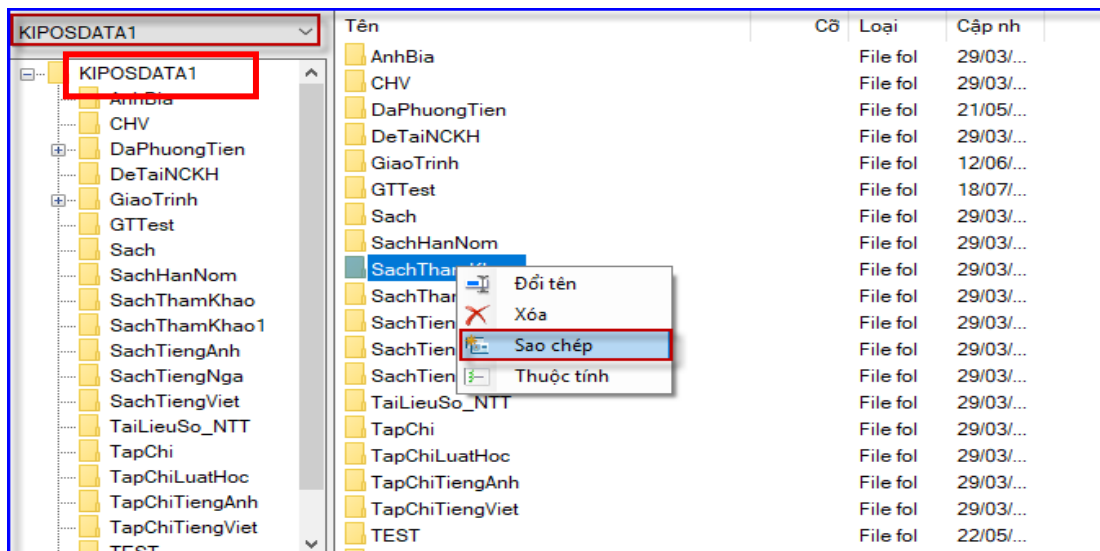 KIPOSDATA1
KIPOSDATA1
AnhBia
CHV
DaPhuongTien
DeTaiNCKH
GiaoTrinh
GTTest
Sach
SachHanNom
SachThamKhao
SachThamKhao1
SachTiengAnh
SachTiengNga
SachTiengViet
TaiLieuSo_NTT
TapChi
TapChiLuatHoc
TapChiTiengAnh
TapChiTiengViet
TEST
Tên Cỡ Loại Cập nh
AnhBia File fol 29/03/...
CHV File fol 29/03/...
DaPhuongTien File fol 21/05/...
DeTaiNCKH File fol 29/03/...
GiaoTrinh File fol 12/06/...
GTTest File fol 18/07/...
Sach File fol 29/03/...
SachHanNom File fol 29/03/...
SachTham File fol 29/03/...
SachTha File fol 29/03/...
SachTien File fol 29/03/...
SachTien File fol 29/03/...
SachTien File fol 29/03/...
TaiLieuSo_NTT File fol 29/03/...
TapChi File fol 29/03/...
TapChiLuatHoc File fol 29/03/...
TapChiTiengAnh File fol 29/03/...
TapChiTiengViet File fol 29/03/...
TEST File fol 22/05/...
Đổi tên
Xóa
Sao chép
Thuộc tính